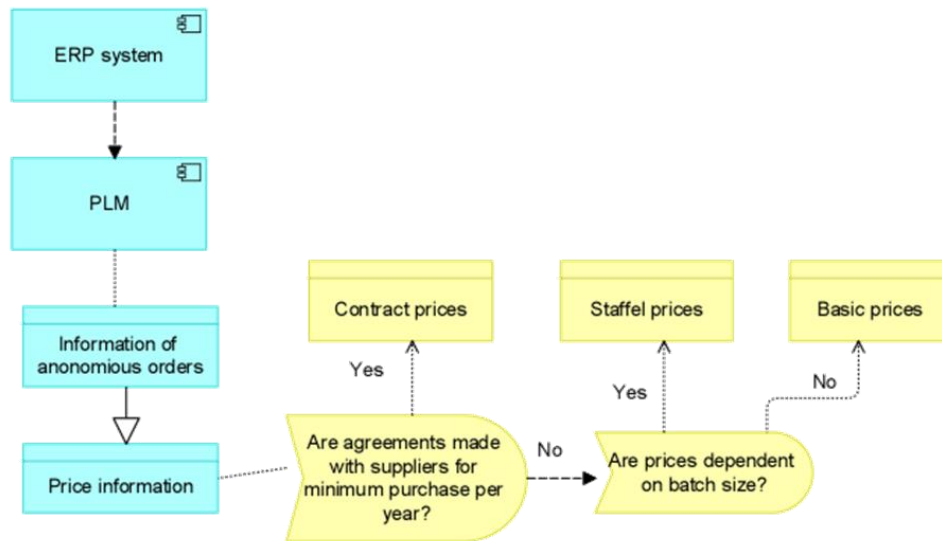 ERP system
PLM
Information of
anonomious orders
Price information
Contract prices
Staffel prices
Basic prices
Yes
Yes
No
Are agreements made
with suppliers for
minimum purchase per
year?
No
Are prices dependent
on batch size?